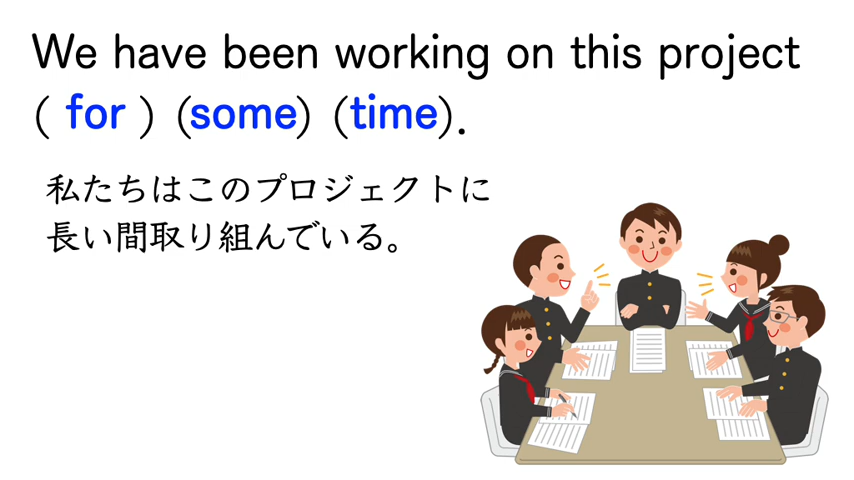 We have been working on this project
( for ) (some) (time).
私たちはこのプロジェクトに
長い間取り組んでいる。